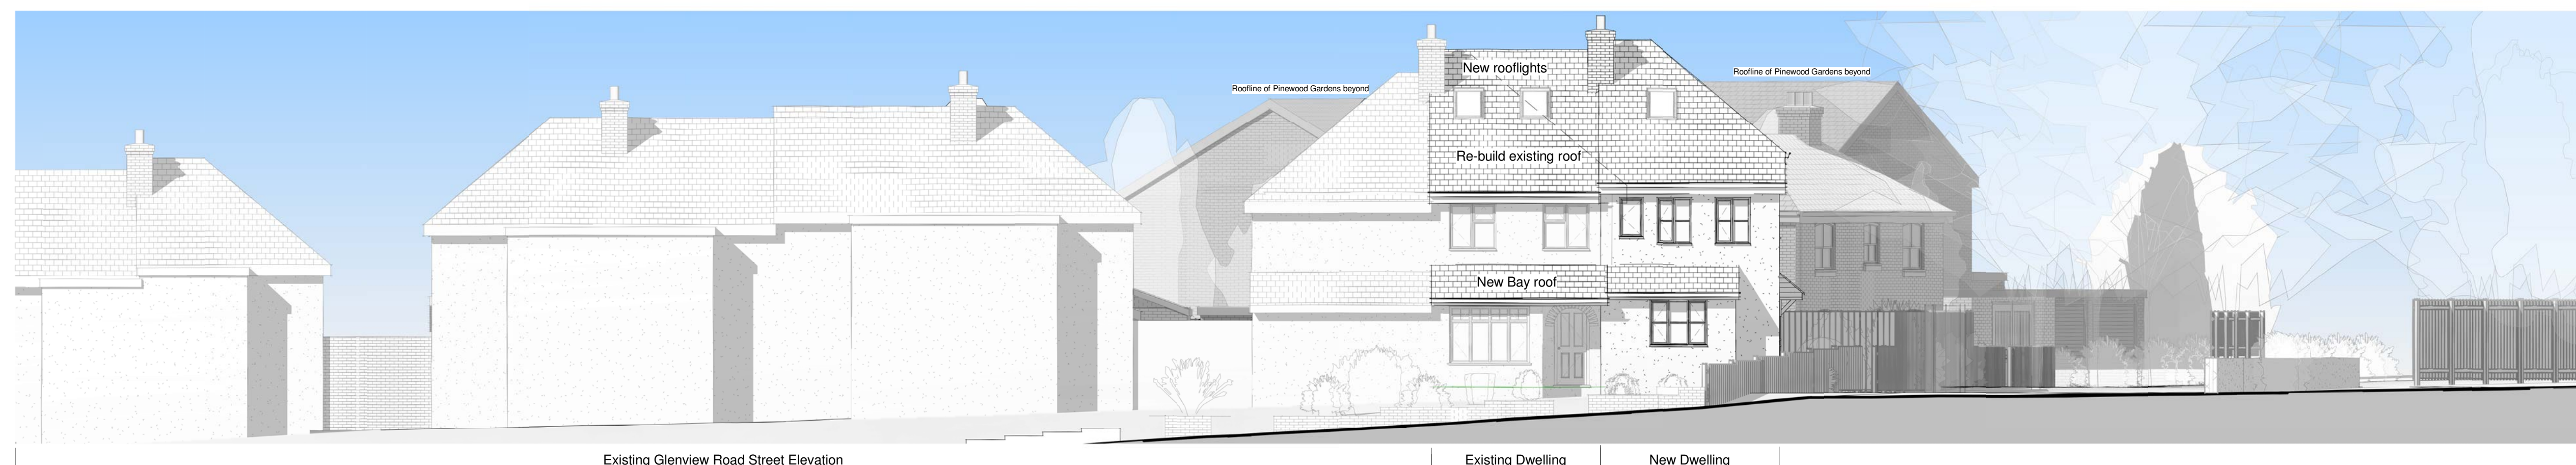 Roofline of Pinewood Gardens beyond
New rooflights
Roofline of Pinewood Gardens beyond
Re-build existing roof
New Bay roof
Existing Glenview Road Street Elevation
Existing Dwelling
New Dwelling